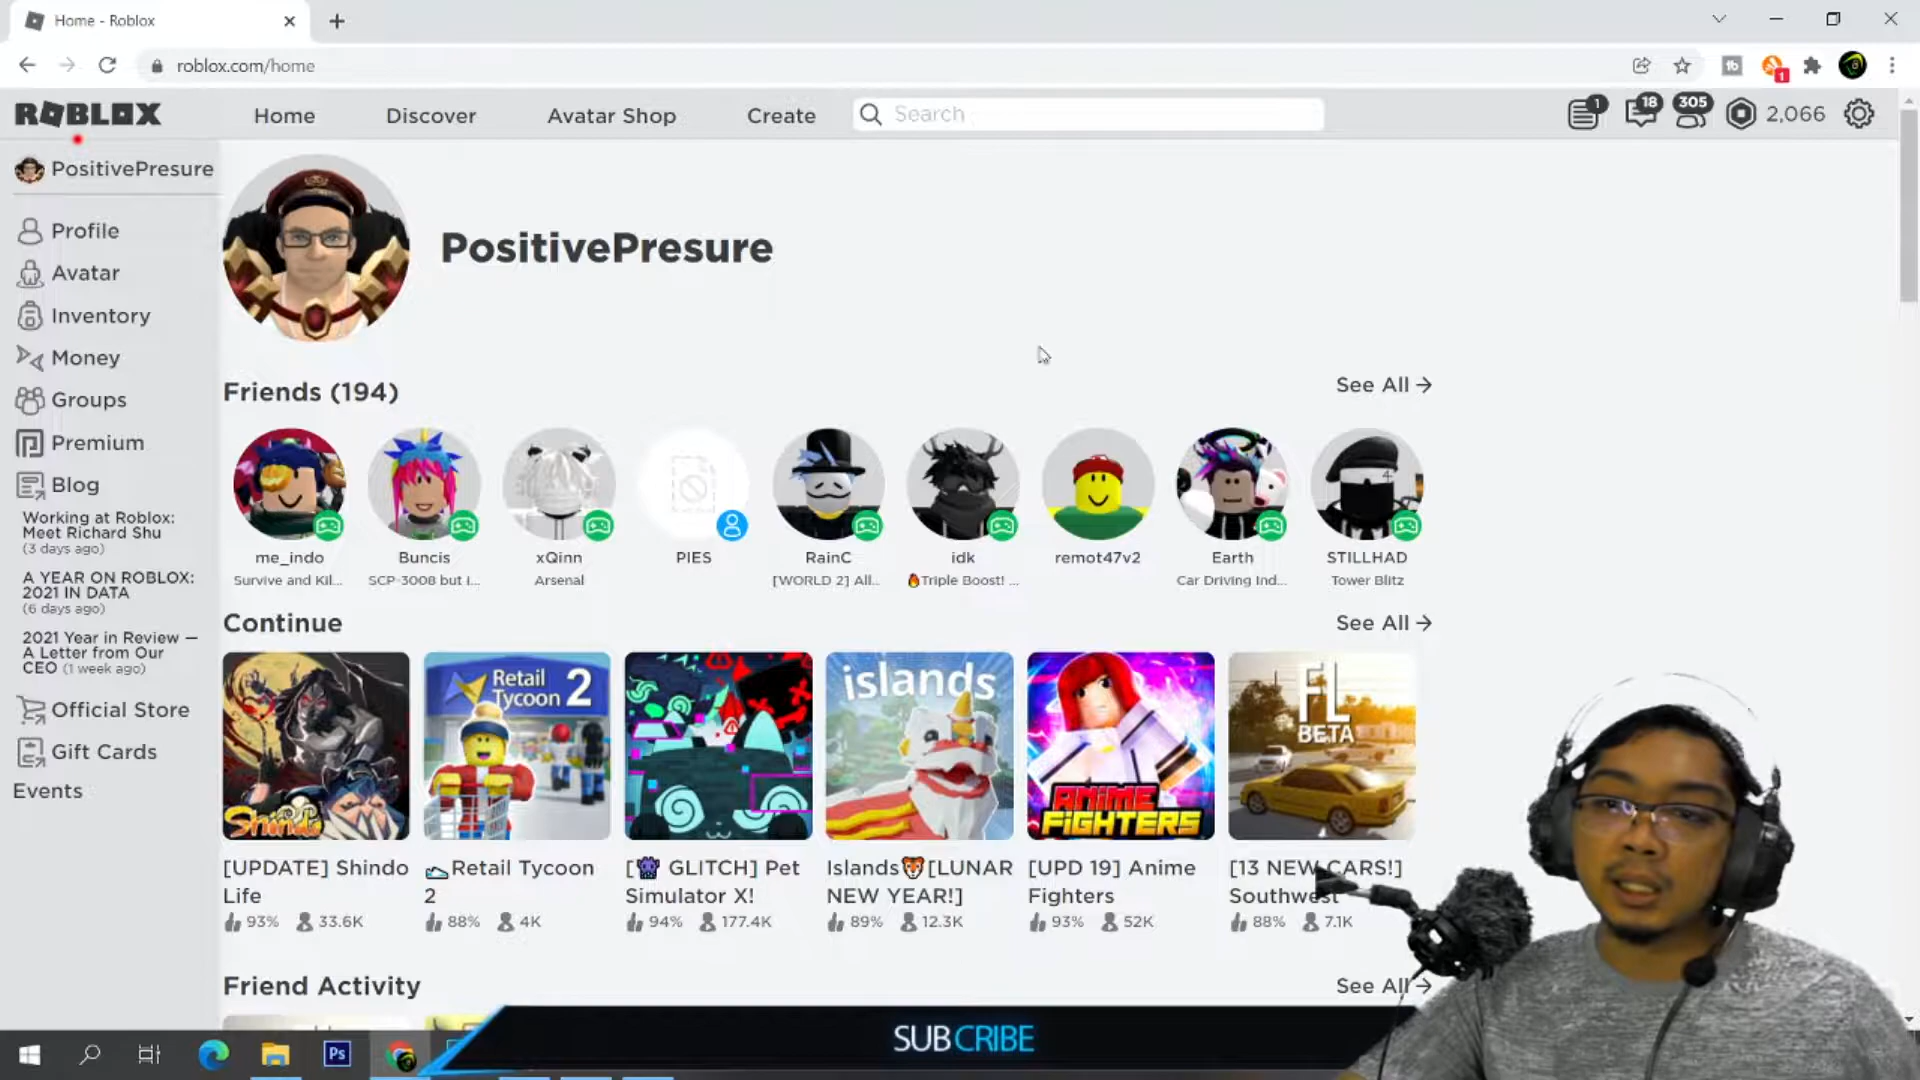 Home - Roblox
roblox.com/home
1
ROBLOX
Home
Discover
Avatar Shop
Create
Search
1
18
305
2,066
PositivePresure
Profile
Avatar
Inventory
Money
Groups
Premium
Blog
Working at Roblox:
Meet Richard Shu
(3 days ago)
A YEAR ON ROBLOX:
2021 IN DATA
(6 days ago)
2021 Year in Review —
A Letter from Our
CEO (1 week ago)
Official Store
Gift Cards
Events
PositivePresure
Friends (194)
See All →
me_indo
Survive and Kil...
Buncis
SCP-3008 but i...
xQinn
Arsenal
PIES
RainC
[WORLD 2] All...
idk
🔥Triple Boost! ...
remot47v2
Earth
Car Driving Ind...
STILLHAD
Tower Blitz
Continue
See All →
Shindo
Retail
Tycoon 2
islands
ANIME
FIGHTERS
FL
BETA
[UPDATE] Shindo
Life
93% 33.6K
👟Retail Tycoon
2
88% 4K
[👾 GLITCH] Pet
Simulator X!
94% 177.4K
Islands🐯[LUNAR
NEW YEAR!]
89% 12.3K
[UPD 19] Anime
Fighters
93% 52K
[13 NEW CARS!]
Southwest
88% 7.1K
Friend Activity
See All →
Ps
SUBCRIBE